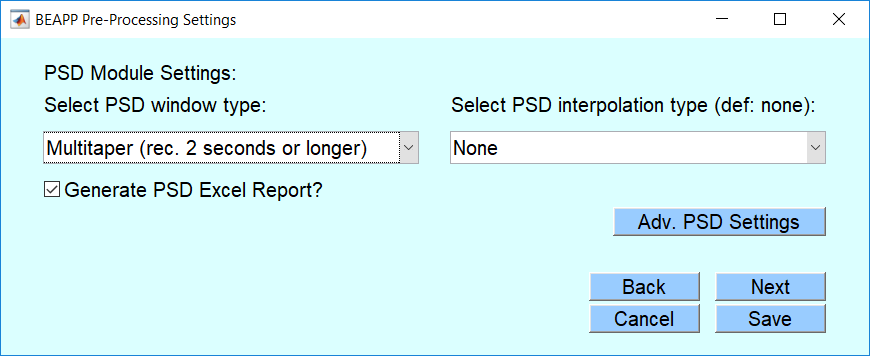 BEAPP Pre-Processing Settings
PSD Module Settings:
Select PSD window type:
Select PSD interpolation type (def: none):
Multitaper (rec. 2 seconds or longer)
None
Generate PSD Excel Report?
Adv. PSD Settings
Back
Next
Cancel
Save